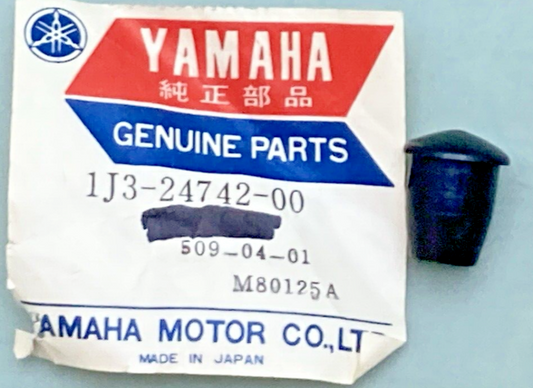 YAMAHA
純正部品
GENUINE PARTS
1J3-24742-00
509-04-01
M80125A
YAMAHA MOTOR CO.,LT
MADE IN JAPAN